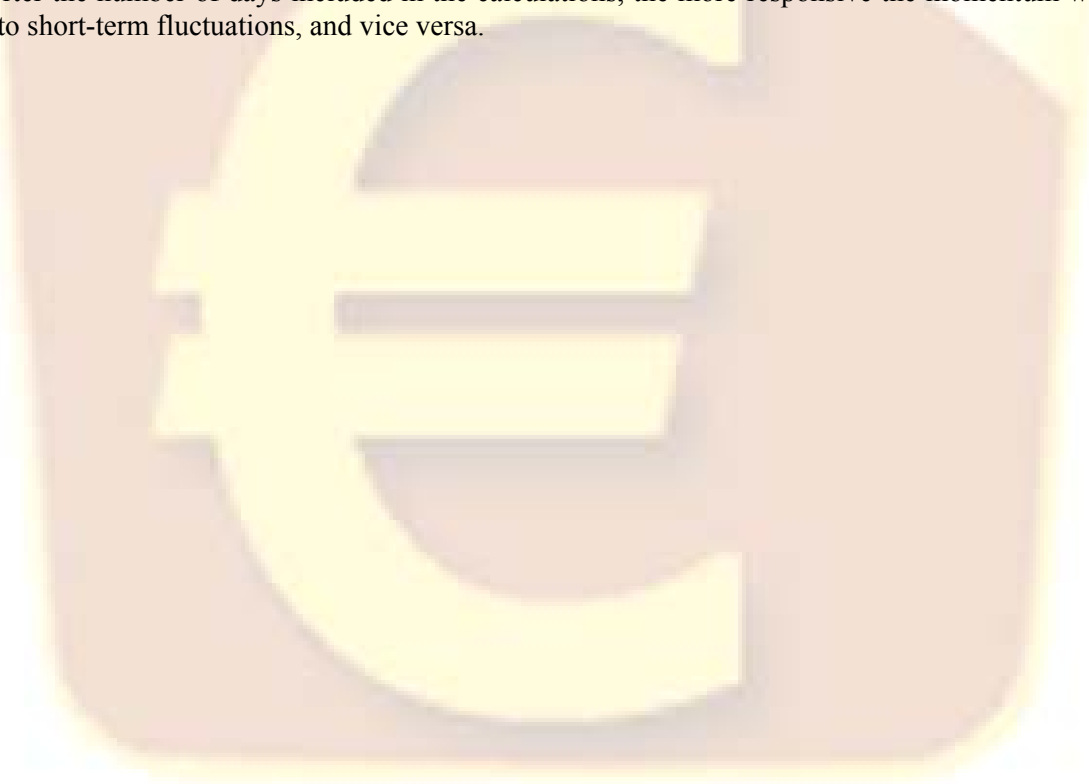 the number of days included in the calculations, the more responsive the momentum
to short-term fluctuations, and vice versa.